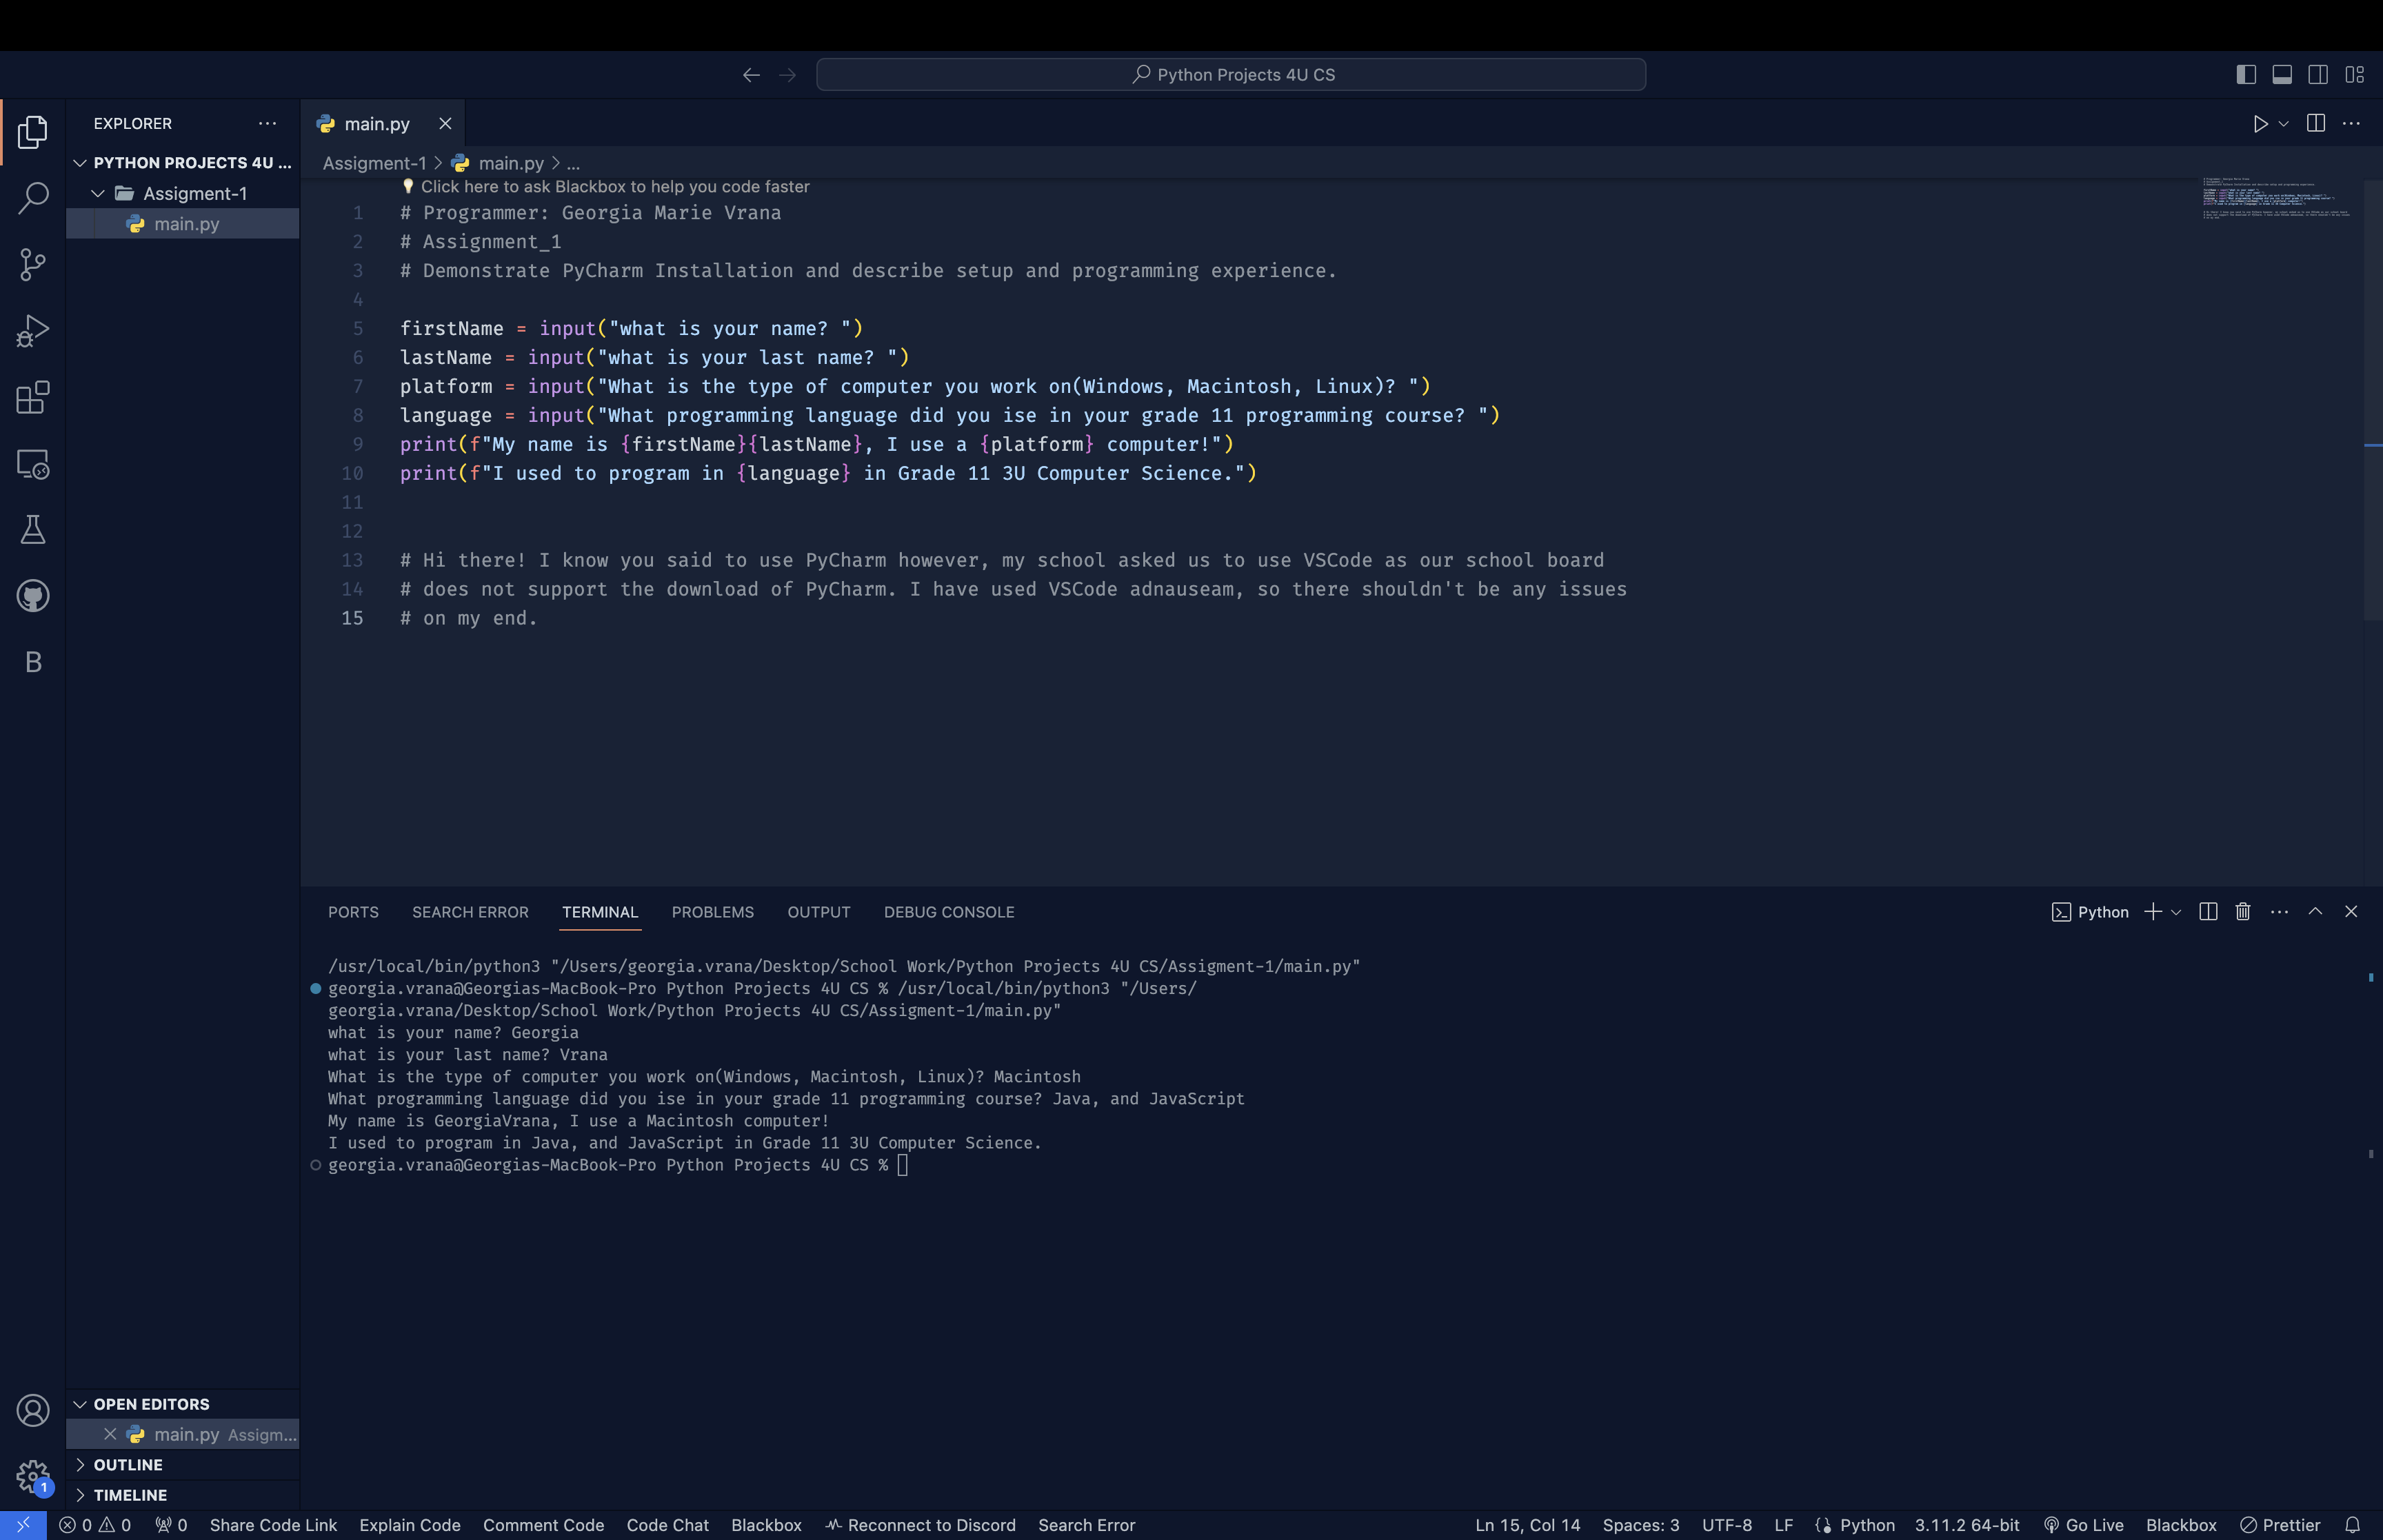 Python Projects 4U CS
EXPLORER
main.py
PYTHON PROJECTS 4U ...
Assigment-1
main.py
Assigment-1 > main.py > ...
Click here to ask Blackbox to help you code faster
1 # Programmer: Georgia Marie Vrana
2 # Assignment_1
3 # Demonstrate PyCharm Installation and describe setup and programming experience.
4
5 firstName = input("what is your name? ")
6 lastName = input("what is your last name? ")
7 platform = input("What is the type of computer you work on(Windows, Macintosh, Linux)? ")
8 language = input("What programming language did you ise in your grade 11 programming course? ")
9 print(f"My name is {firstName}{lastName}, I use a {platform} computer!")
10 print(f"I used to program in {language} in Grade 11 3U Computer Science.")
11
12
13 # Hi there! I know you said to use PyCharm however, my school asked us to use VSCode as our school board
14 # does not support the download of PyCharm. I have used VSCode adnauseam, so there shouldn't be any issues
15 # on my end.
B
PORTS SEARCH ERROR TERMINAL PROBLEMS OUTPUT DEBUG CONSOLE Python
/usr/local/bin/python3 "/Users/georgia.vrana/Desktop/School Work/Python Projects 4U CS/Assigment-1/main.py"
georgia.vrana@Georgias-MacBook-Pro Python Projects 4U CS % /usr/local/bin/python3 "/Users/
georgia.vrana/Desktop/School Work/Python Projects 4U CS/Assigment-1/main.py"
what is your name? Georgia
what is your last name? Vrana
What is the type of computer you work on(Windows, Macintosh, Linux)? Macintosh
What programming language did you ise in your grade 11 programming course? Java, and JavaScript
My name is GeorgiaVrana, I use a Macintosh computer!
I used to program in Java, and JavaScript in Grade 11 3U Computer Science.
georgia.vrana@Georgias-MacBook-Pro Python Projects 4U CS %
OPEN EDITORS
main.py Assigm...
OUTLINE
1
TIMELINE
0 0 0 Share Code Link Explain Code Comment Code Code Chat Blackbox Reconnect to Discord Search Error Ln 15, Col 14 Spaces: 3 UTF-8 LF Python 3.11.2 64-bit Go Live Blackbox Prettier